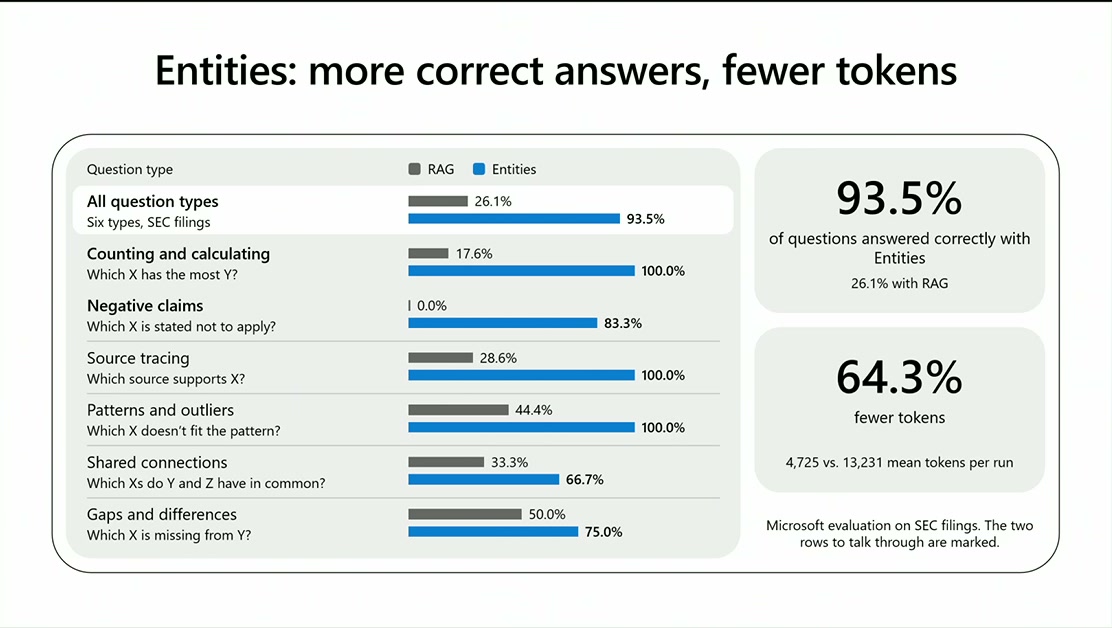 Entities: more correct answers, fewer tokens
Question type
RAG
Entities
All question types
Six types, SEC filings
26.1%
93.5%
Counting and calculating
Which X has the most Y?
17.6%
100.0%
Negative claims
Which X is stated not to apply?
0.0%
83.3%
Source tracing
Which source supports X?
28.6%
100.0%
Patterns and outliers
Which X doesn't fit the pattern?
44.4%
100.0%
Shared connections
Which Xs do Y and Z have in common?
33.3%
66.7%
Gaps and differences
Which X is missing from Y?
50.0%
75.0%
93.5%
of questions answered correctly with
Entities
26.1% with RAG
64.3%
fewer tokens
4,725 vs. 13,231 mean tokens per run
Microsoft evaluation on SEC filings. The two
rows to talk through are marked.